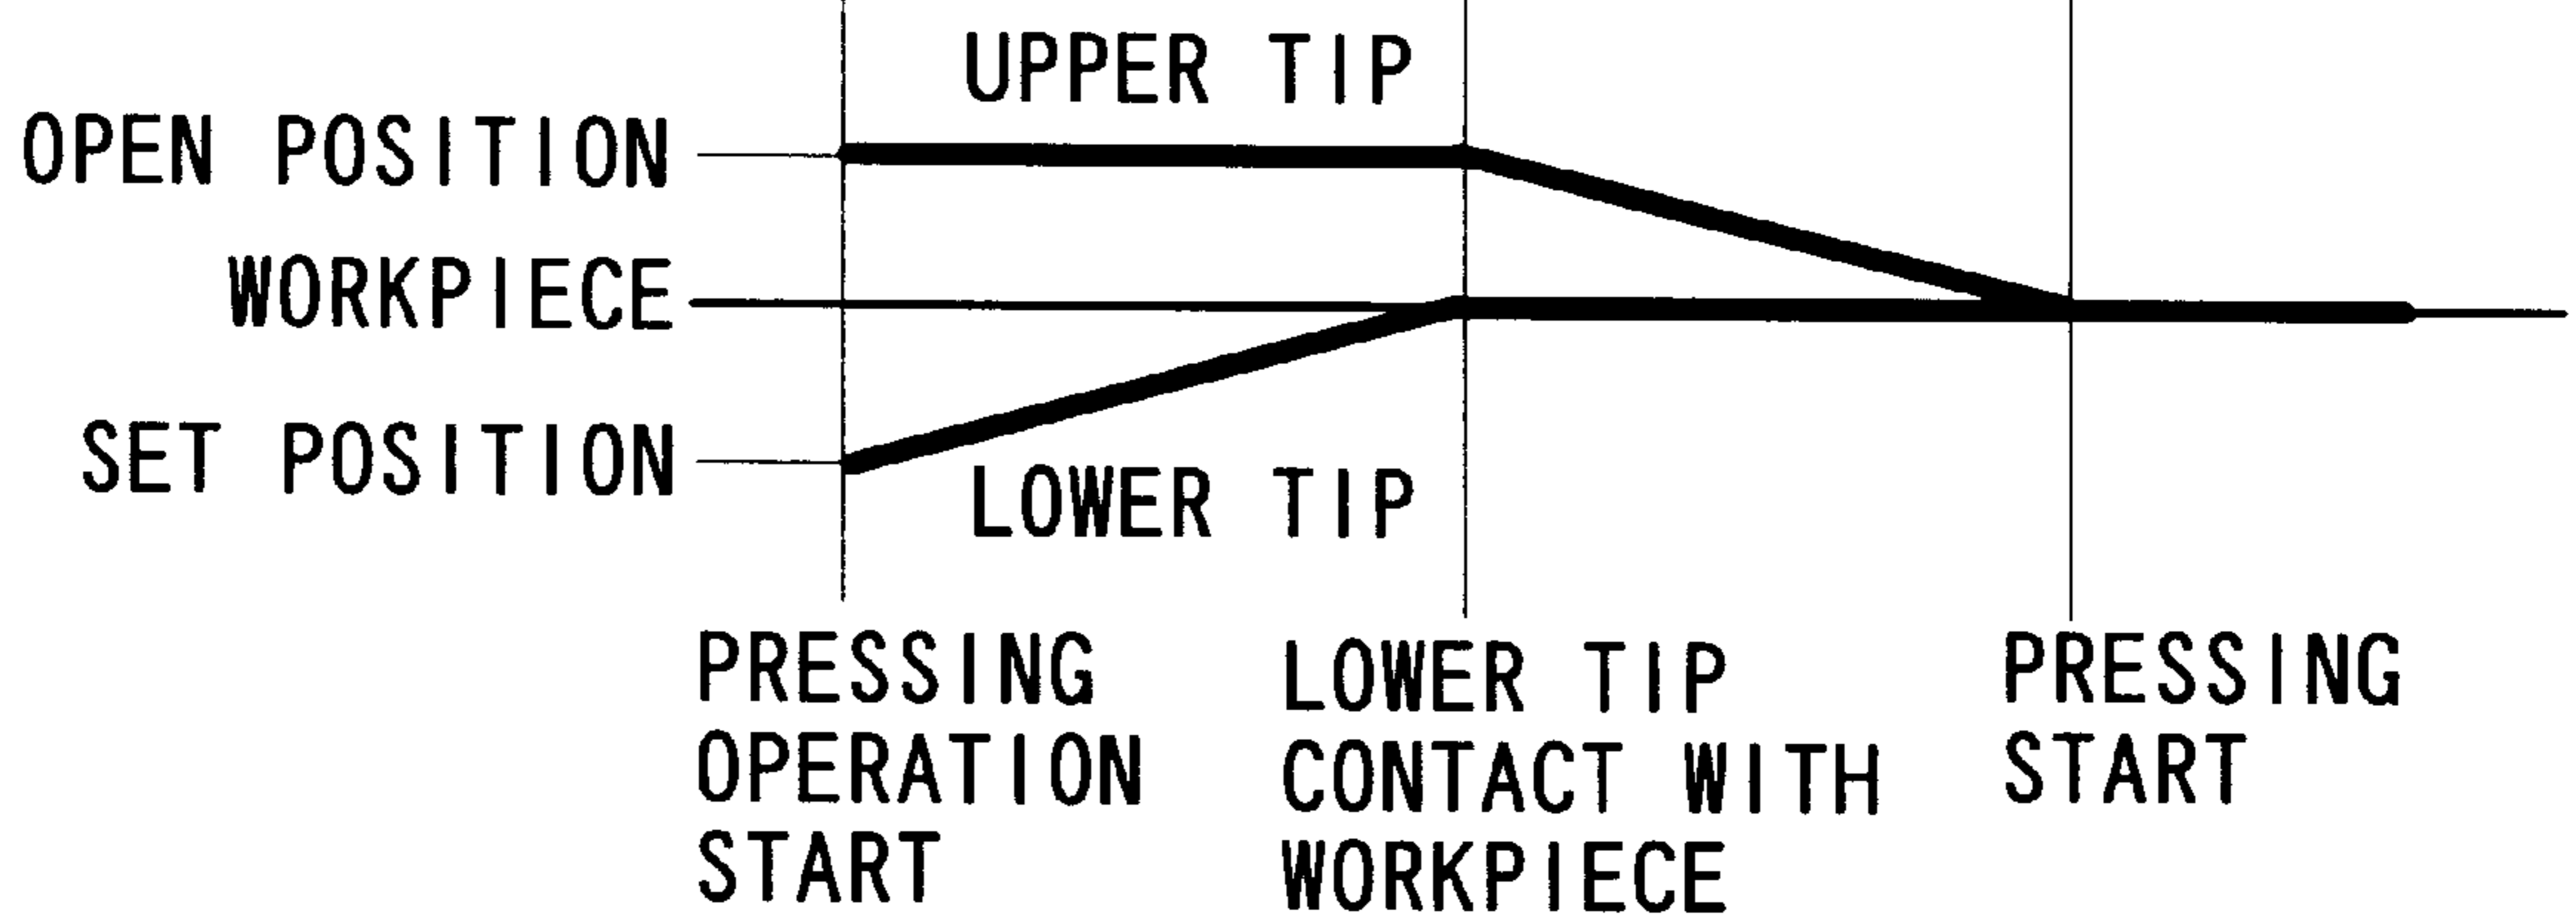 UPPER TIP
OPEN POSITION
WORKPIECE
SET POSITION
LOWER TIP
PRESSING
OPERATION
START
LOWER TIP
CONTACT WITH
WORKPIECE
PRESSING
START